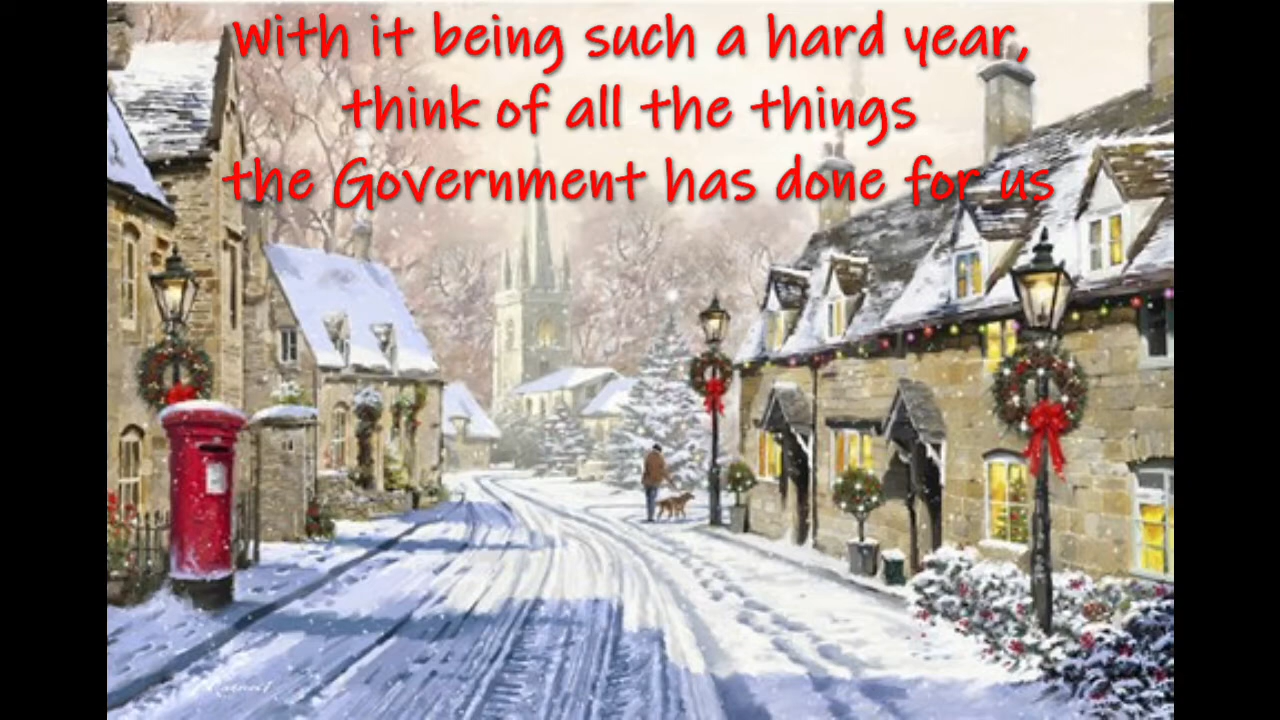 With it being such a hard year,
think of all the things
the Government has done for us